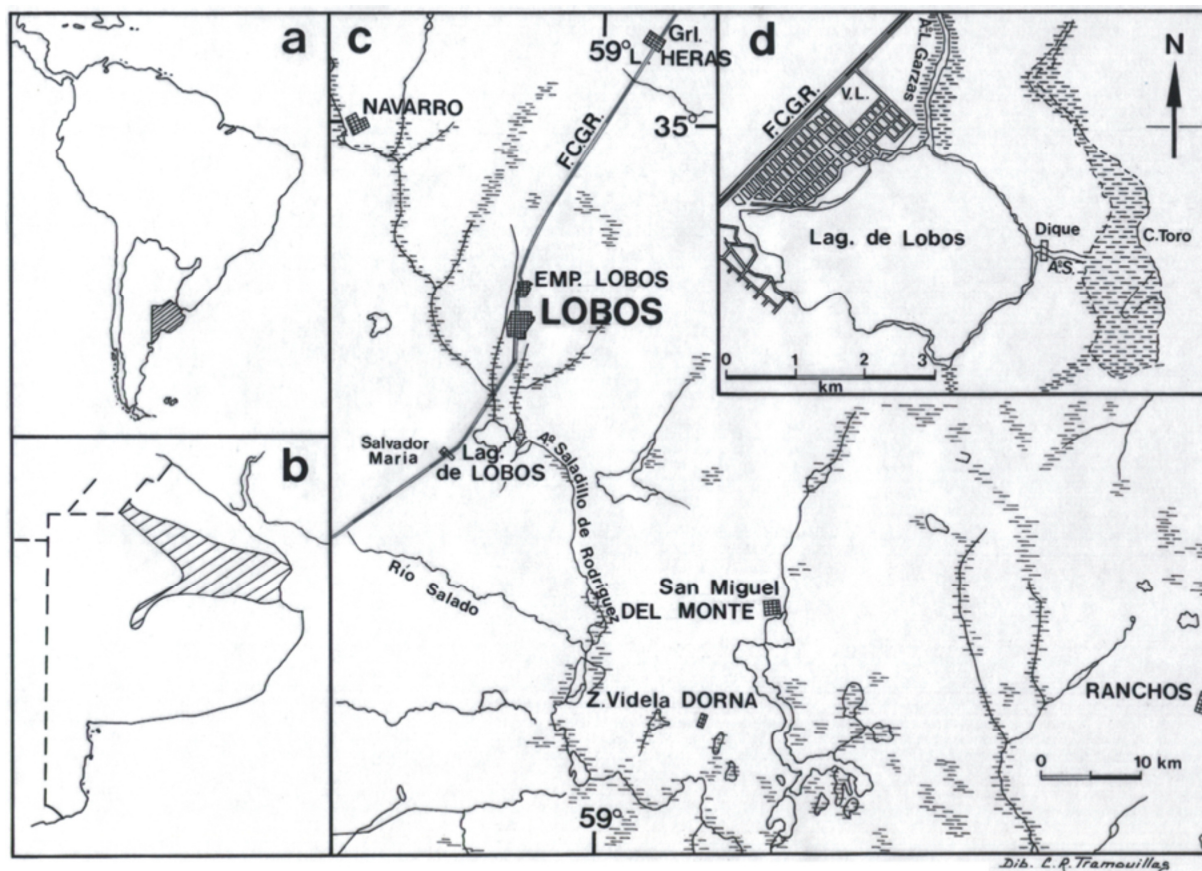 a
b
c
59°
Grl.
L. HERAS
NAVARRO
F.C.G.R.
35°
EMP. LOBOS
LOBOS
Salvador
Maria
Lag.
de LOBOS
Aº Saladillo de Rodriguez
Río Salado
San Miguel
DEL MONTE
Z. Videla DORNA
RANCHOS
0 10 km
59°
d
N
F.C.G.R.
V.L.
A.L. Garzas
Lag. de Lobos
Dique
AºS.
C. Toro
0 1 2 3
km
Dib. C.R. Tramouilles